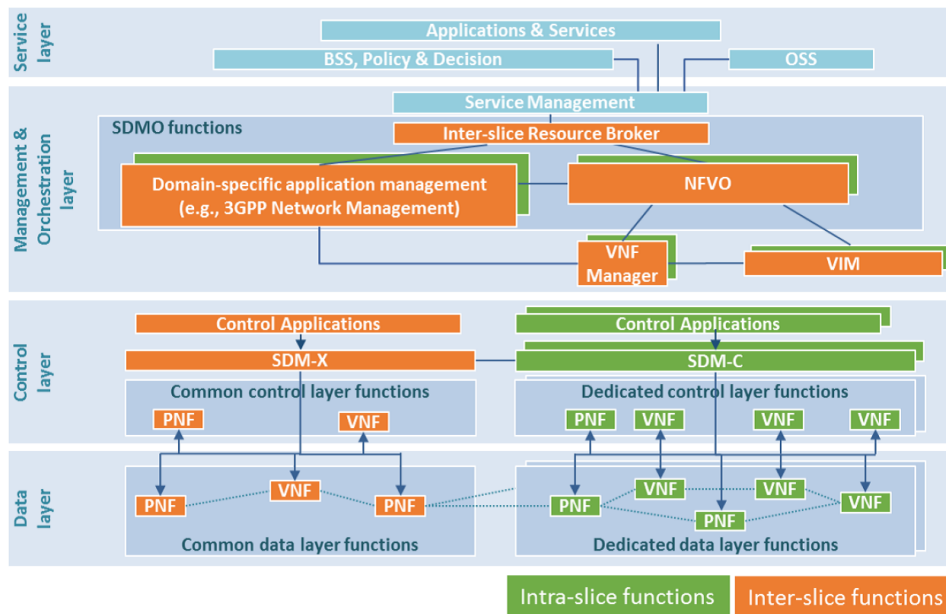 Service
layer
Applications & Services
BSS, Policy & Decision
OSS
Management &
Orchestration
layer
Service Management
SDMO functions
Inter-slice Resource Broker
Domain-specific application management
(e.g., 3GPP Network Management)
NFVO
VNF
Manager
VIM
Control
layer
Control Applications
Control Applications
SDM-X
SDM-C
Common control layer functions
Dedicated control layer functions
PNF
VNF
PNF
VNF
VNF
VNF
Data
layer
PNF
VNF
PNF
PNF
VNF
PNF
VNF
VNF
Common data layer functions
Dedicated data layer functions
Intra-slice functions
Inter-slice functions